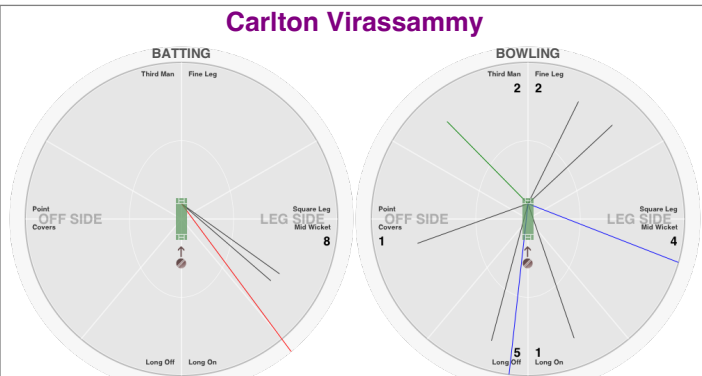 Carlton Virassammy
BATTING
Third Man
Fine Leg
Point
OFF SIDE
Covers
Square Leg
LEG SIDE
Mid Wicket
8
Long Off
Long On
BOWLING
Third Man
Fine Leg
2
2
Point
OFF SIDE
Covers
1
Square Leg
LEG SIDE
Mid Wicket
4
5
1
Long Off
Long On